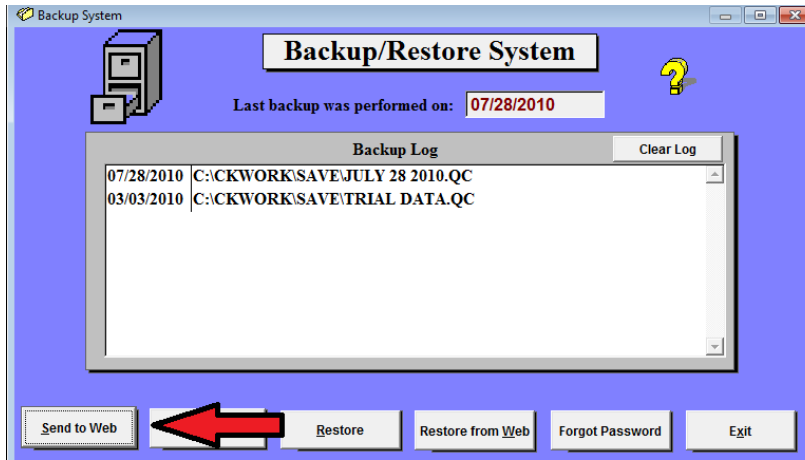 Backup System
Backup/Restore System
Last backup was performed on: 07/28/2010
Backup Log
Clear Log
07/28/2010 C:\CKWORK\SAVE\JULY 28 2010.QC
03/03/2010 C:\CKWORK\SAVE\TRIAL DATA.QC
Send to Web Restore Restore from Web Forgot Password Exit